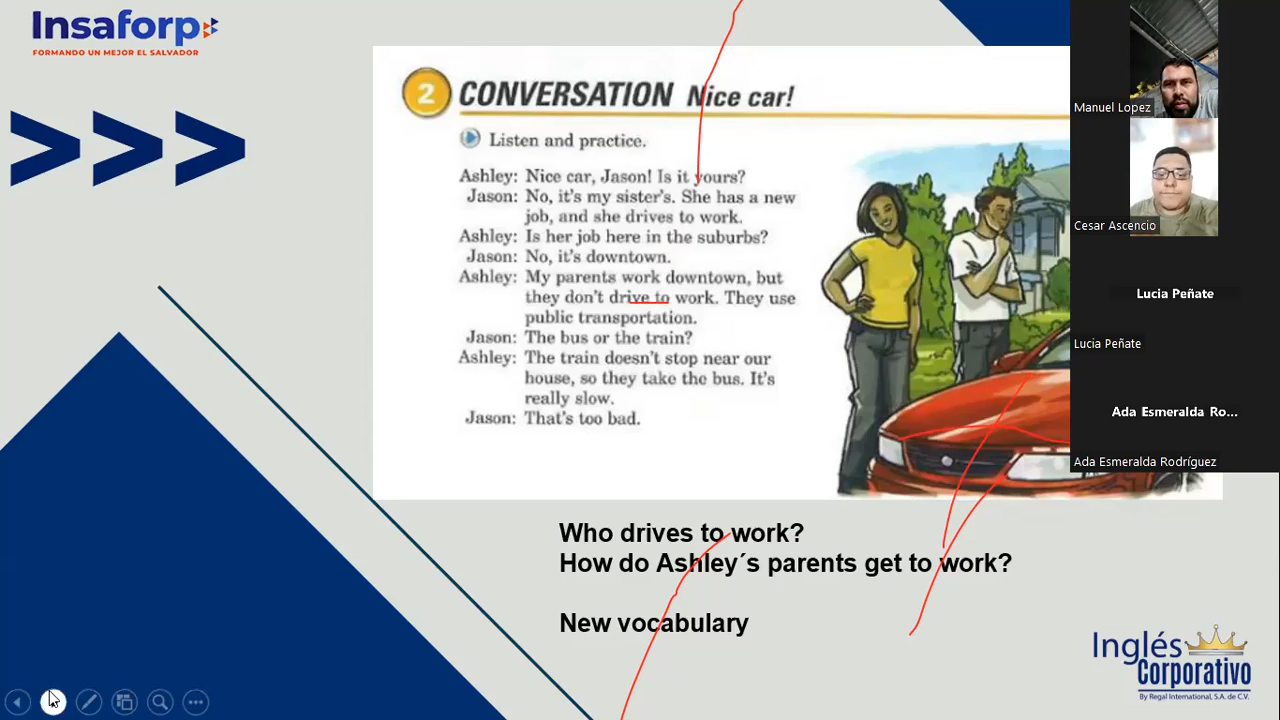 Insaforp
FORMANDO UN MEJOR EL SALVADOR
2 CONVERSATION Nice car!
Listen and practice.
Ashley: Nice car, Jason! Is it yours?
Jason: No, it's my sister's. She has a new
job, and she drives to work.
Ashley: Is her job here in the suburbs?
Jason: No, it's downtown.
Ashley: My parents work downtown, but
they don't drive to work. They use
public transportation.
Jason: The bus or the train?
Ashley: The train doesn't stop near our
house, so they take the bus. It's
really slow.
Jason: That's too bad.
Who drives to work?
How do Ashley´s parents get to work?
New vocabulary
Manuel Lopez
Cesar Ascencio
Lucia Peñate
Lucia Peñate
Ada Esmeralda Ro...
Ada Esmeralda Rodríguez
Inglés
Corporativo
By Regal International, S.A. de C.V.